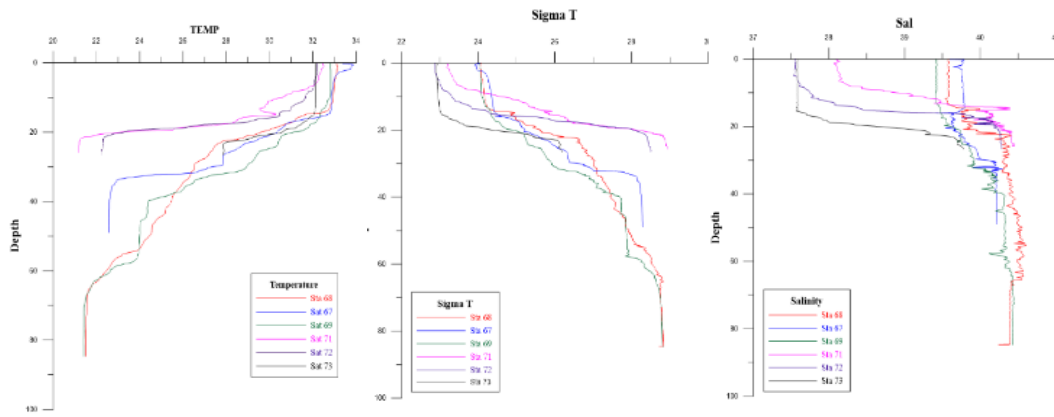 TEMP
20 22 24 26 28 30 32 34
0
20
40
60
80
100
Depth
Temperature
Sta 68
Sat 67
Sat 69
Sat 71
Sat 72
Sat 73
Sigma T
22 24 26 28
0
20
40
60
80
100
Depth
Sigma T
Sta 68
Sta 67
Sta 69
Sta 71
Sta 72
Sta 73
Sal
37 28 39 40
0
20
40
60
80
100
Depth
Salinity
Sta 68
Sta 67
Sta 69
Sta 71
Sta 72
Sta 73